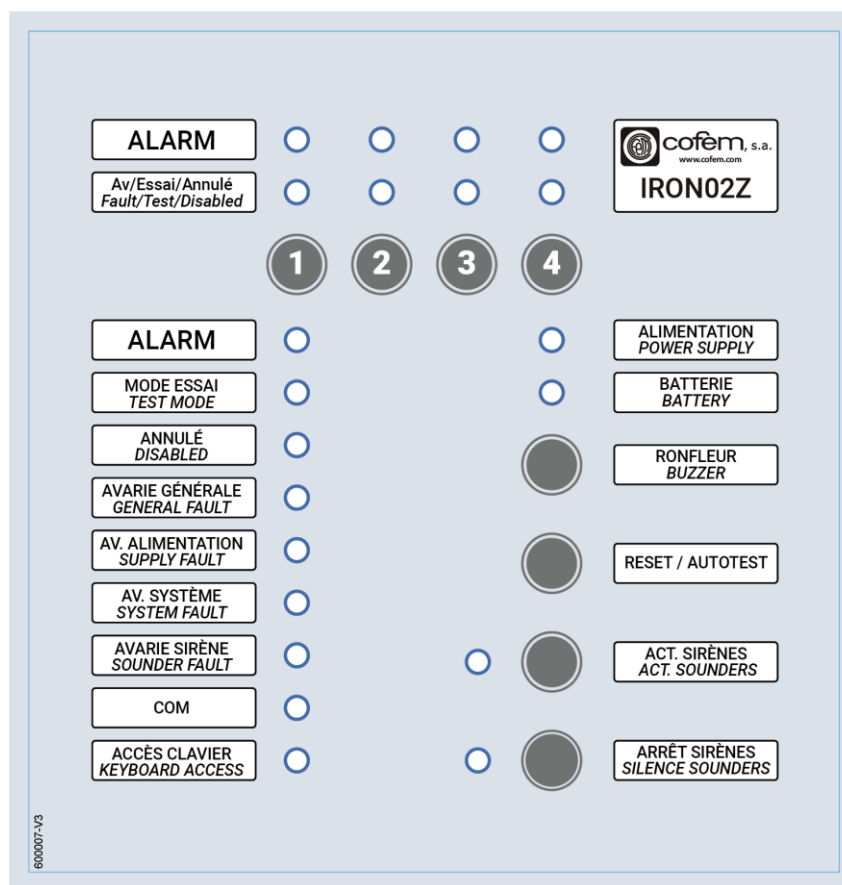 ALARM
Av/Essai/Annulé
Fault/Test/Disabled
cofem, s.a.
www.cofem.com
IRON02Z
1 2 3 4
ALARM
MODE ESSAI
TEST MODE
ANNULÉ
DISABLED
AVARIE GÉNÉRALE
GENERAL FAULT
AV. ALIMENTATION
SUPPLY FAULT
AV. SYSTÈME
SYSTEM FAULT
AVARIE SIRÈNE
SOUNDER FAULT
COM
ACCÈS CLAVIER
KEYBOARD ACCESS
ALIMENTATION
POWER SUPPLY
BATTERIE
BATTERY
RONFLEUR
BUZZER
RESET / AUTOTEST
ACT. SIRÈNES
ACT. SOUNDERS
ARRÊT SIRÈNES
SILENCE SOUNDERS
600007-V3